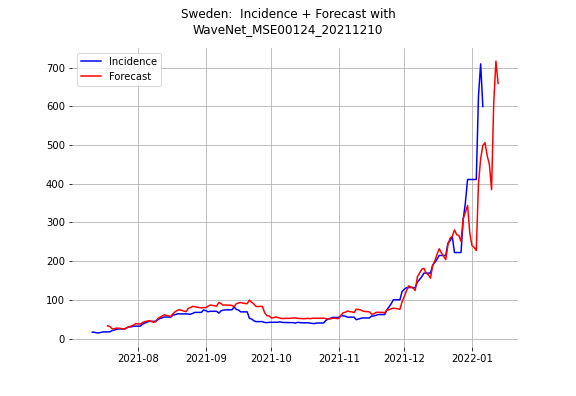 Sweden:  Incidence + Forecast with
WaveNet_MSE00124_20211210
Incidence
Forecast
700
600
500
400
300
200
100
0
2021-08 2021-09 2021-10 2021-11 2021-12 2022-01